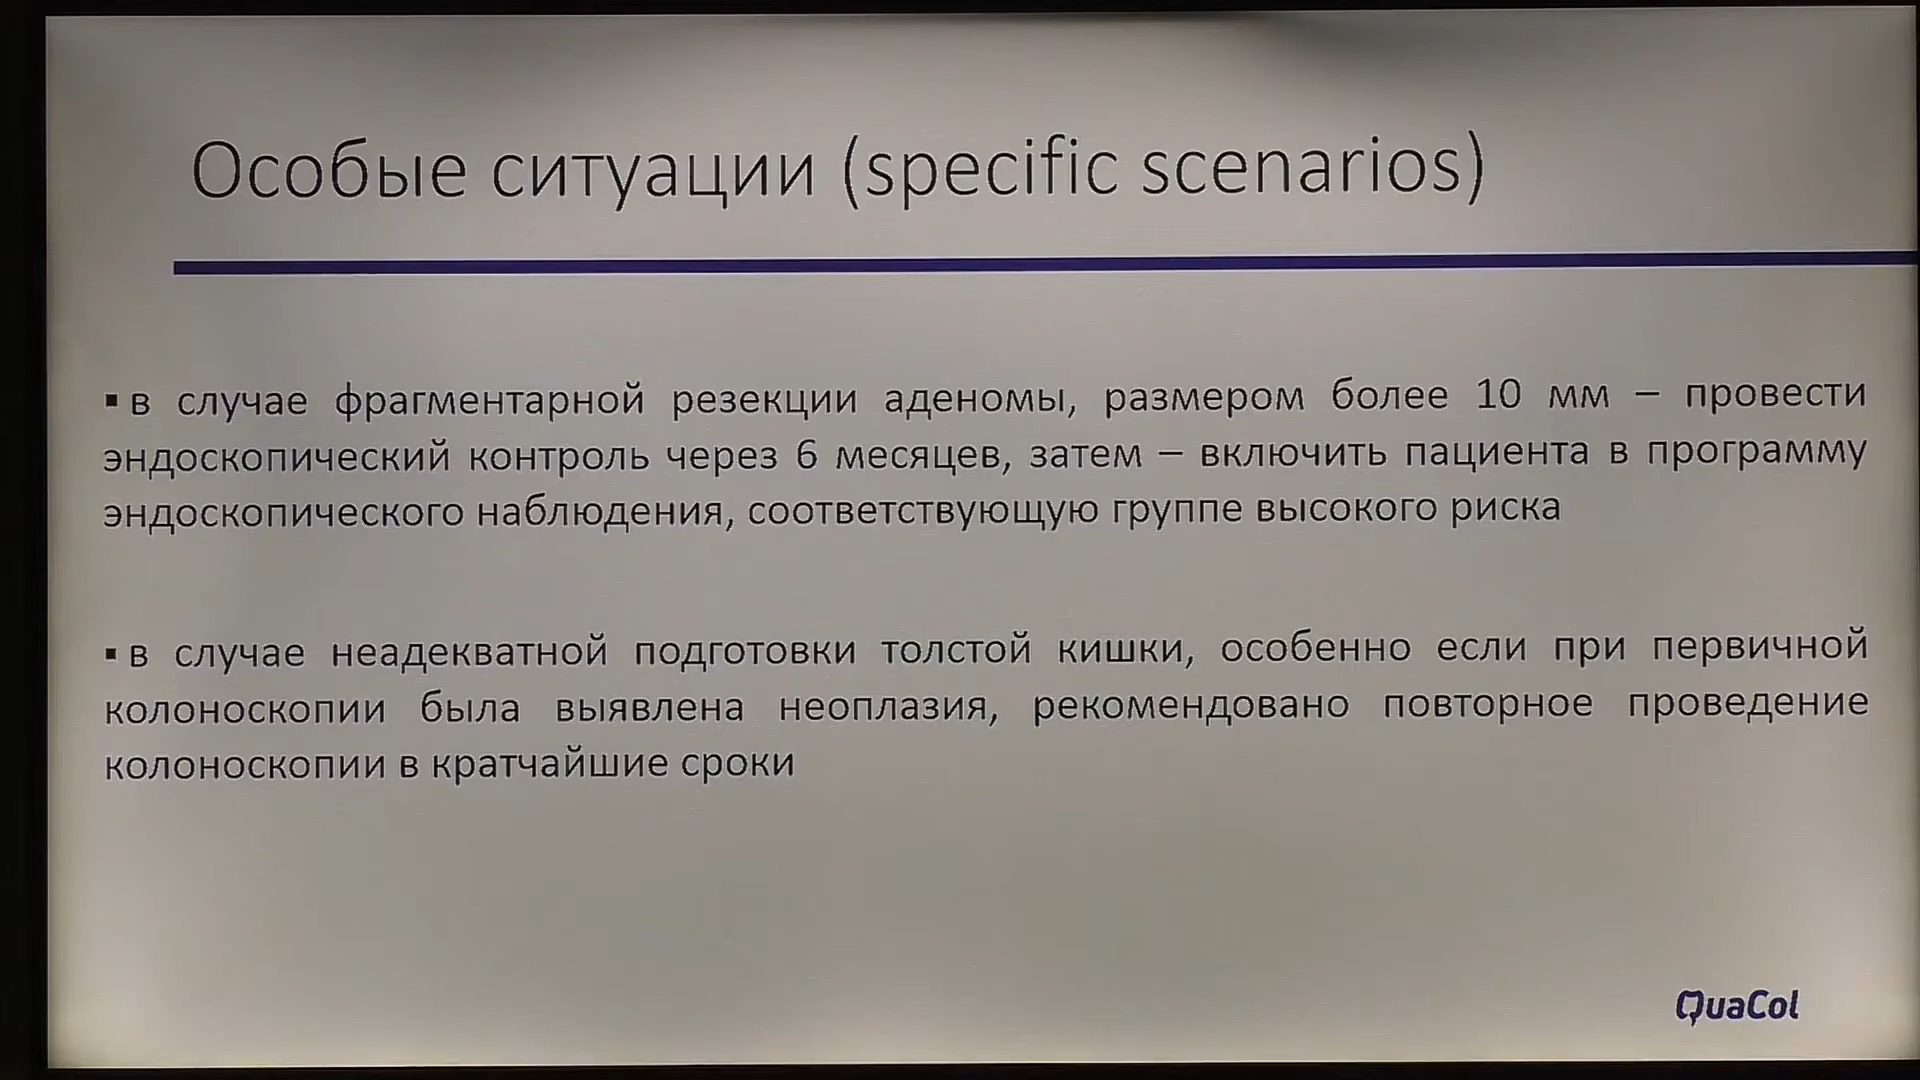 Особые ситуации (specific scenarios)
▪ в случае фрагментарной резекции аденомы, размером более 10 мм – провести
эндоскопический контроль через 6 месяцев, затем – включить пациента в программу
эндоскопического наблюдения, соответствующую группе высокого риска
▪ в случае неадекватной подготовки толстой кишки, особенно если при первичной
колоноскопии была выявлена неоплазия, рекомендовано повторное проведение
колоноскопии в кратчайшие сроки
QuaCol